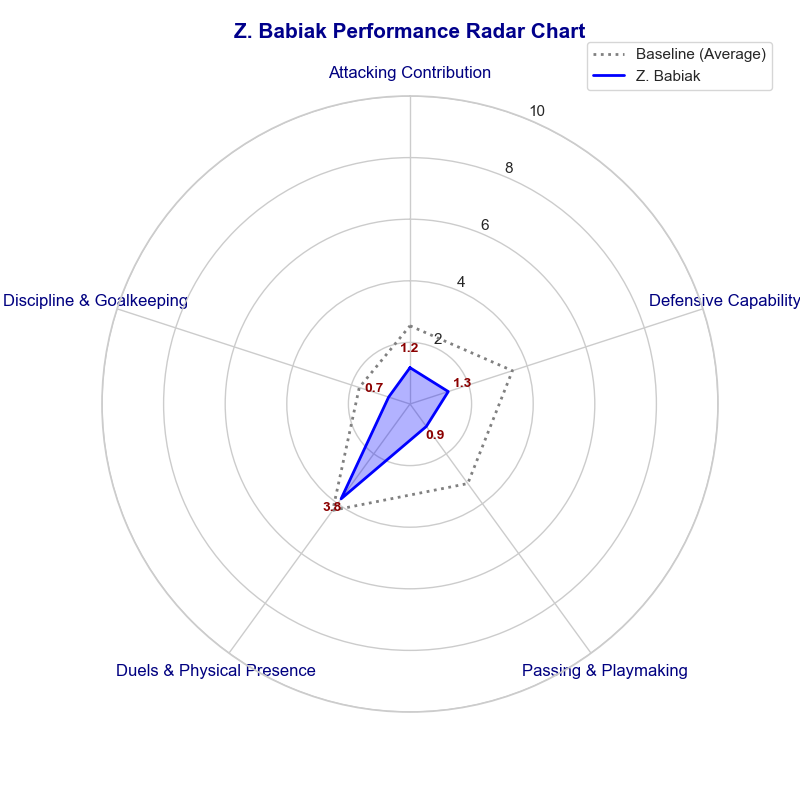 Z. Babiak Performance Radar Chart
Baseline (Average)
Z. Babiak
Attacking Contribution
10
8
6
4
2
Discipline & Goalkeeping
Defensive Capability
1.2
0.7
1.3
0.9
3.8
Duels & Physical Presence
Passing & Playmaking